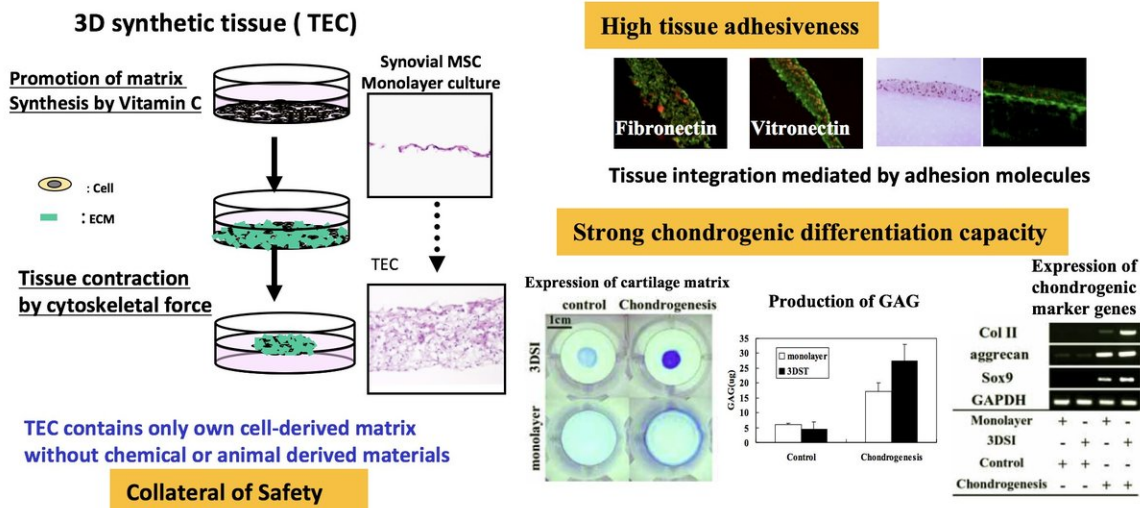 3D synthetic tissue ( TEC)
Promotion of matrix
Synthesis by Vitamin C
Synovial MSC
Monolayer culture
: Cell
: ECM
Tissue contraction
by cytoskeletal force
TEC
TEC contains only own cell-derived matrix
without chemical or animal derived materials
Collateral of Safety
High tissue adhesiveness
Fibronectin
Vitronectin
Tissue integration mediated by adhesion molecules
Strong chondrogenic differentiation capacity
Expression of cartilage matrix
control Chondrogenesis
1cm
3DSI
monolayer
Production of GAG
GAG(ug)
35
30
25
20
15
10
5
0
monolayer
3DST
Control Chondrogenesis
Expression of
chondrogenic
marker genes
Col II
aggrecan
Sox9
GAPDH
Monolayer + - + -
3DSI - + - +
Control + + - -
Chondrogenesis - - + +